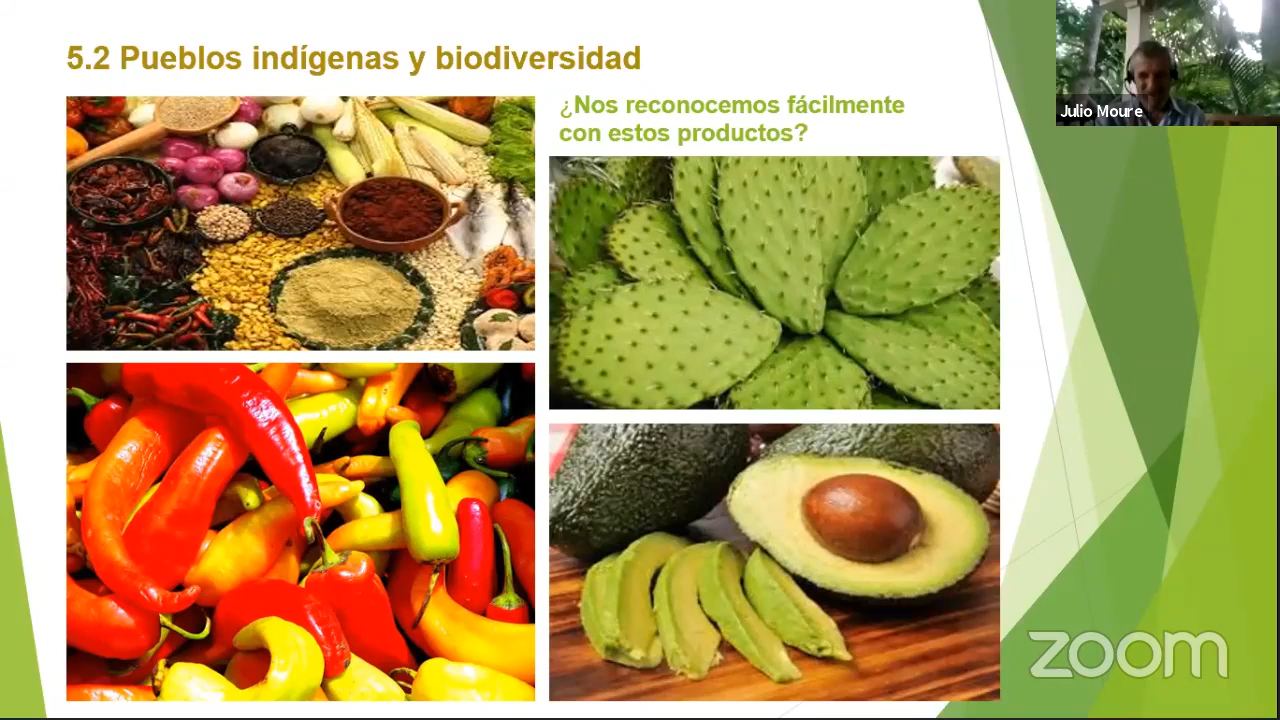 5.2 Pueblos indígenas y biodiversidad
¿Nos reconocemos fácilmente
con estos productos?
Julio Moure
zoom